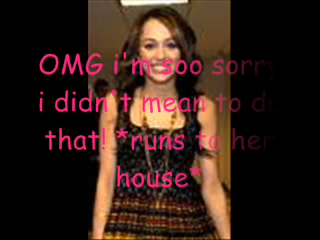 OMG i'm soo sorry
i didn't mean to do
that! *runs to her
house*